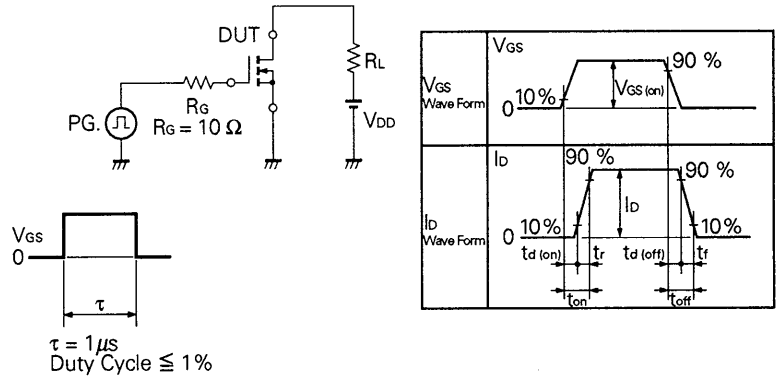 DUT
RL
RG
RG = 10 Ω
PG.
VDD
VGS
0
τ
τ = 1 μs
Duty Cycle ≦ 1%
VGS
Wave Form
VGS
90 %
VGS (on)
10%
0
ID
Wave Form
ID
90 %
90 %
ID
10%
10%
0
td (on) tr td (off) tf
ton toff